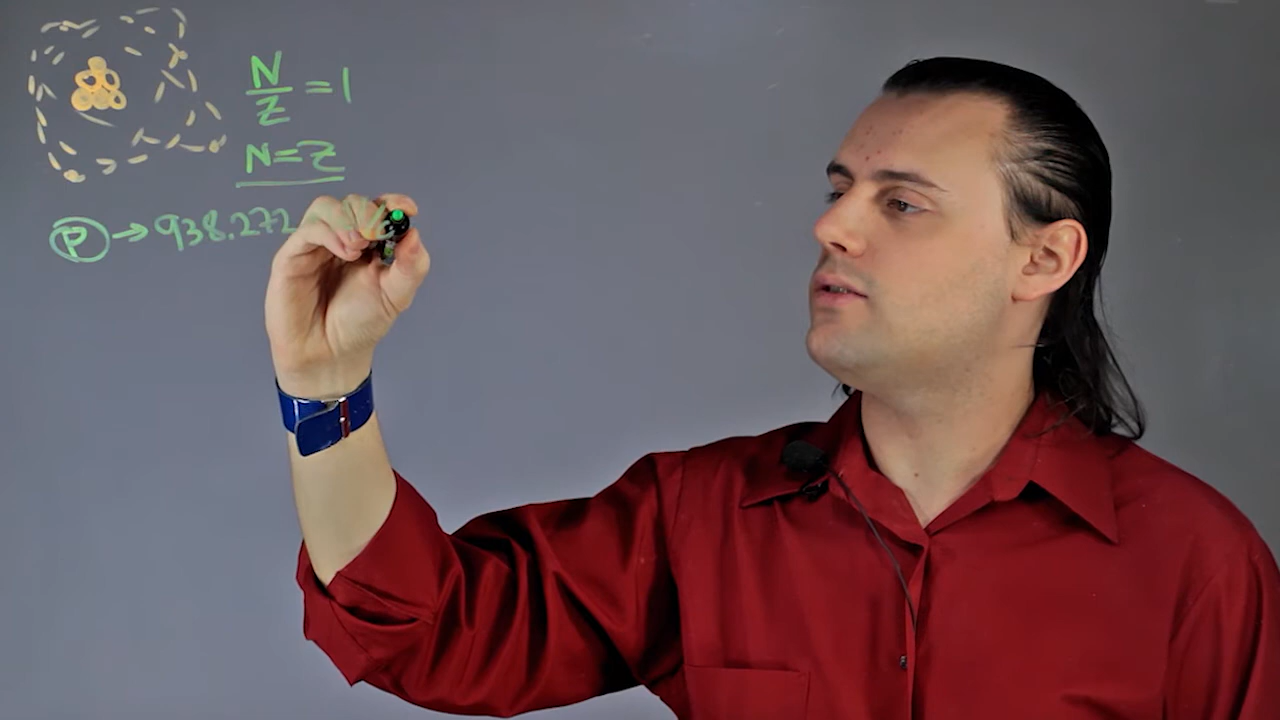 N/Z = 1
N = Z
P → 938.272